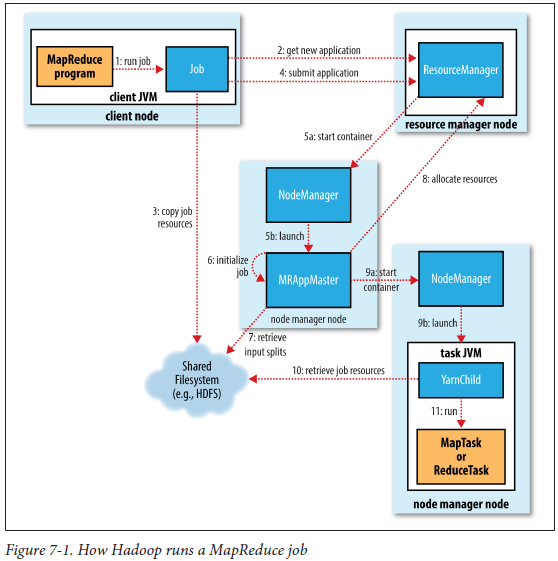 MapReduce
program
1: run job
Job
client JVM
client node
2: get new application
4: submit application
ResourceManager
resource manager node
5a: start container
3: copy job
resources
8: allocate resources
NodeManager
5b: launch
6: initialize
job
MRAppMaster
node manager node
9a: start
container
NodeManager
9b: launch
7: retrieve
input splits
Shared
Filesystem
(e.g., HDFS)
10: retrieve job resources
task JVM
YarnChild
11: run
MapTask
or
ReduceTask
node manager node
Figure 7-1. How Hadoop runs a MapReduce job